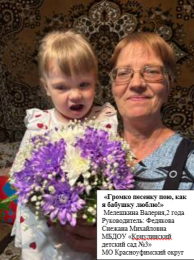 «Громко песенку пою, как
я бабушку люблю!»
Мелешкина Валерия,2 года
Руководитель: Федякова
Снежана Михайловна
МБДОУ «Криулинский
детский сад №3»
МО Красноуфимский округ